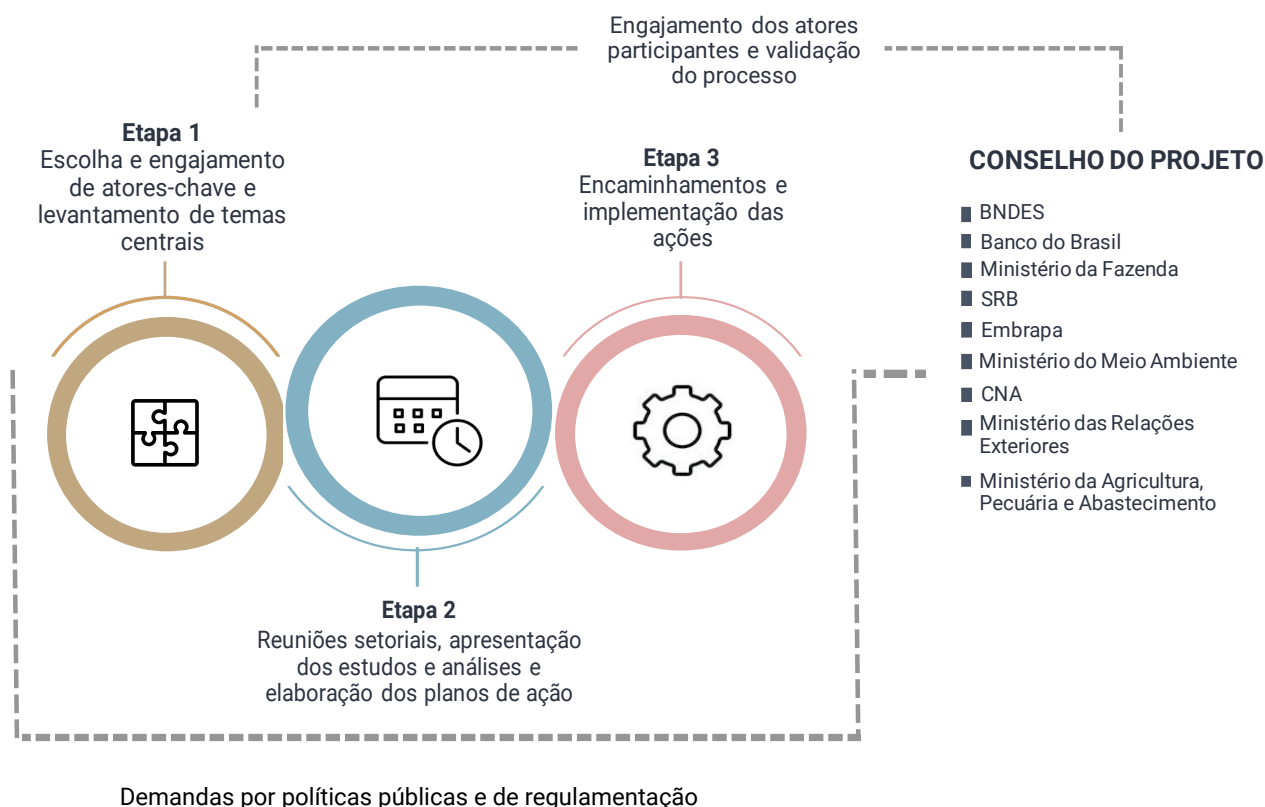 Engajamento dos atores
participantes e validação
do processo
Etapa 1
Escolha e engajamento
de atores-chave e
levantamento de temas
centrais
Etapa 3
Encaminhamentos e
implementação das
ações
Etapa 2
Reuniões setoriais, apresentação
dos estudos e análises e
elaboração dos planos de ação
CONSELHO DO PROJETO
BNDES
Banco do Brasil
Ministério da Fazenda
SRB
Embrapa
Ministério do Meio Ambiente
CNA
Ministério das Relações
Exteriores
Ministério da Agricultura,
Pecuária e Abastecimento
Demandas por políticas públicas e de regulamentação